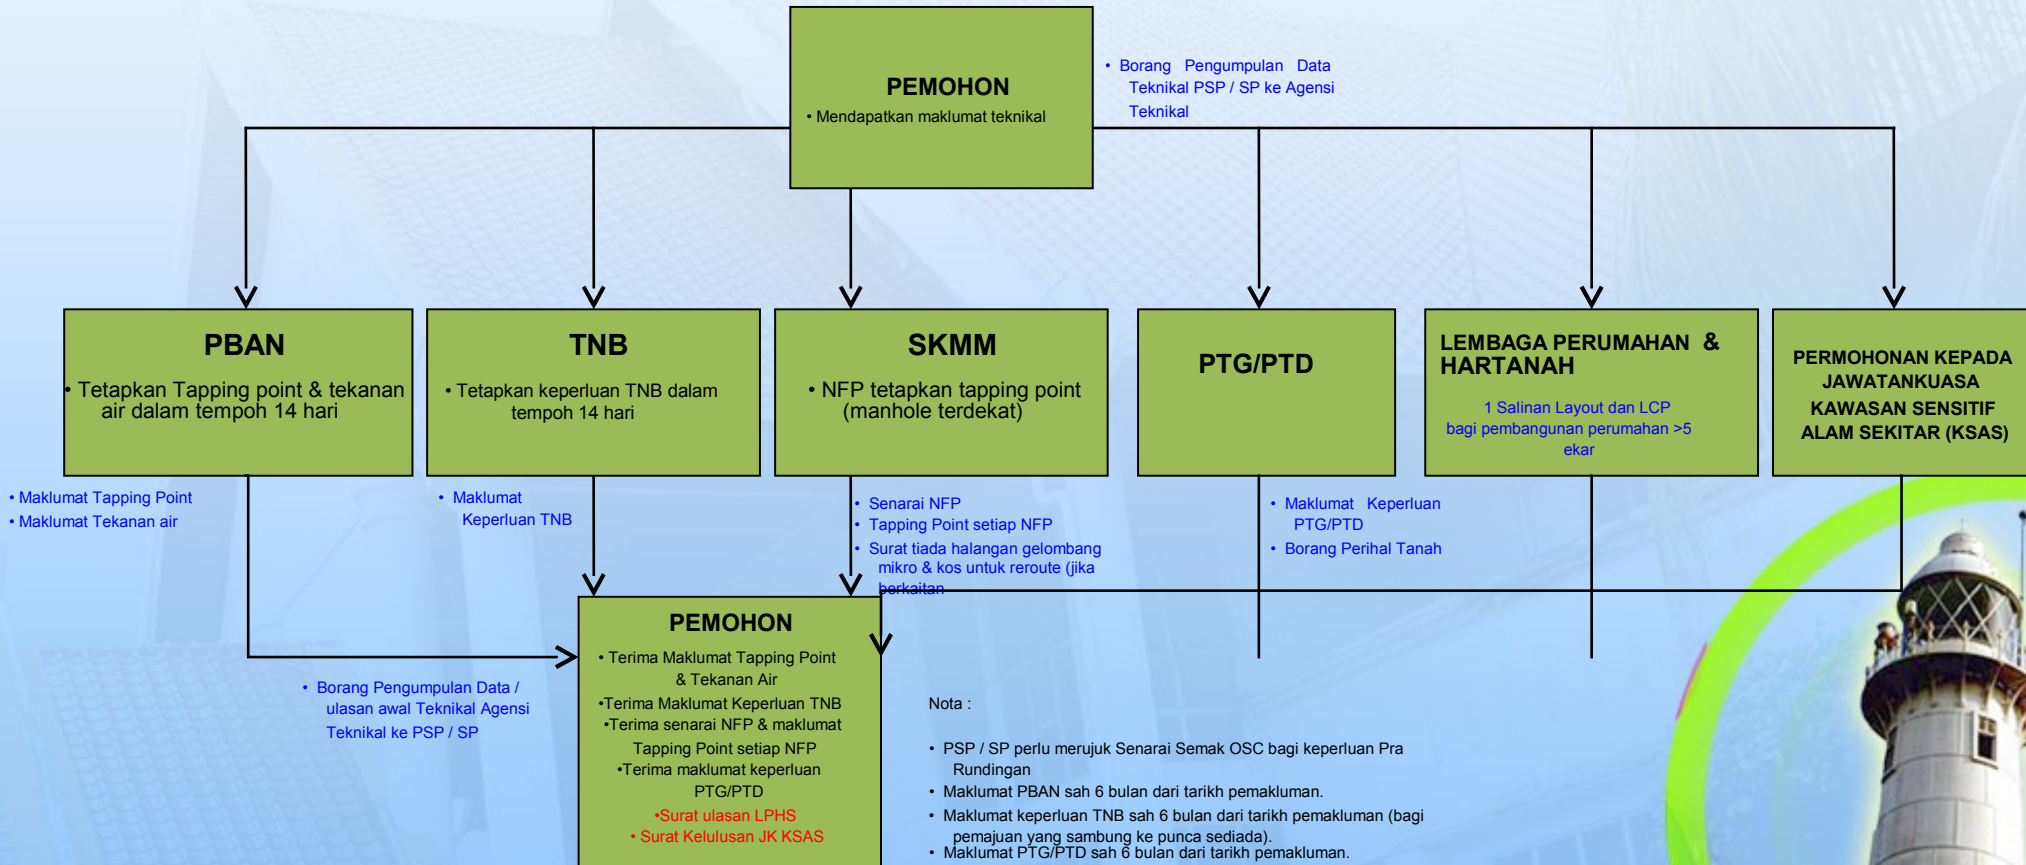 PEMOHON
• Mendapatkan maklumat teknikal
• Borang Pengumpulan Data
Teknikal PSP / SP ke Agensi
Teknikal
PBAN
• Tetapkan Tapping point & tekanan
air dalam tempoh 14 hari
TNB
• Tetapkan keperluan TNB dalam
tempoh 14 hari
SKMM
• NFP tetapkan tapping point
(manhole terdekat)
PTG/PTD
LEMBAGA PERUMAHAN &
HARTANAH
1 Salinan Layout dan LCP
bagi pembangunan perumahan >5
ekar
PERMOHONAN KEPADA
JAWATANKUASA
KAWASAN SENSITIF
ALAM SEKITAR (KSAS)
• Maklumat Tapping Point
• Maklumat Tekanan air
• Maklumat
Keperluan TNB
• Senarai NFP
• Tapping Point setiap NFP
• Surat tiada halangan gelombang
mikro & kos untuk reroute (jika
berkaitan
• Maklumat Keperluan
PTG/PTD
• Borang Perihal Tanah
• Borang Pengumpulan Data /
ulasan awal Teknikal Agensi
Teknikal ke PSP / SP
PEMOHON
• Terima Maklumat Tapping Point
& Tekanan Air
•Terima Maklumat Keperluan TNB
•Terima senarai NFP & maklumat
Tapping Point setiap NFP
•Terima maklumat keperluan
PTG/PTD
•Surat ulasan LPHS
• Surat Kelulusan JK KSAS
Nota :
• PSP / SP perlu merujuk Senarai Semak OSC bagi keperluan Pra
Rundingan
• Maklumat PBAN sah 6 bulan dari tarikh pemakluman.
• Maklumat keperluan TNB sah 6 bulan dari tarikh pemakluman (bagi
pemajuan yang sambung ke punca sediada).
• Maklumat PTG/PTD sah 6 bulan dari tarikh pemakluman.